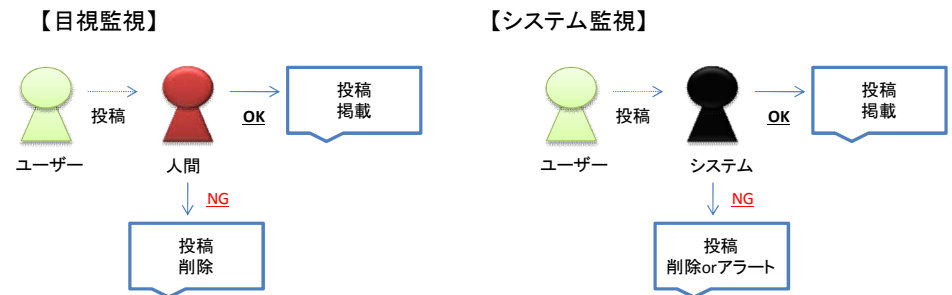 【目視監視】
投稿
OK
投稿
掲載
ユーザー
人間
NG
投稿
削除
【システム監視】
投稿
OK
投稿
掲載
ユーザー
システム
NG
投稿
削除orアラート